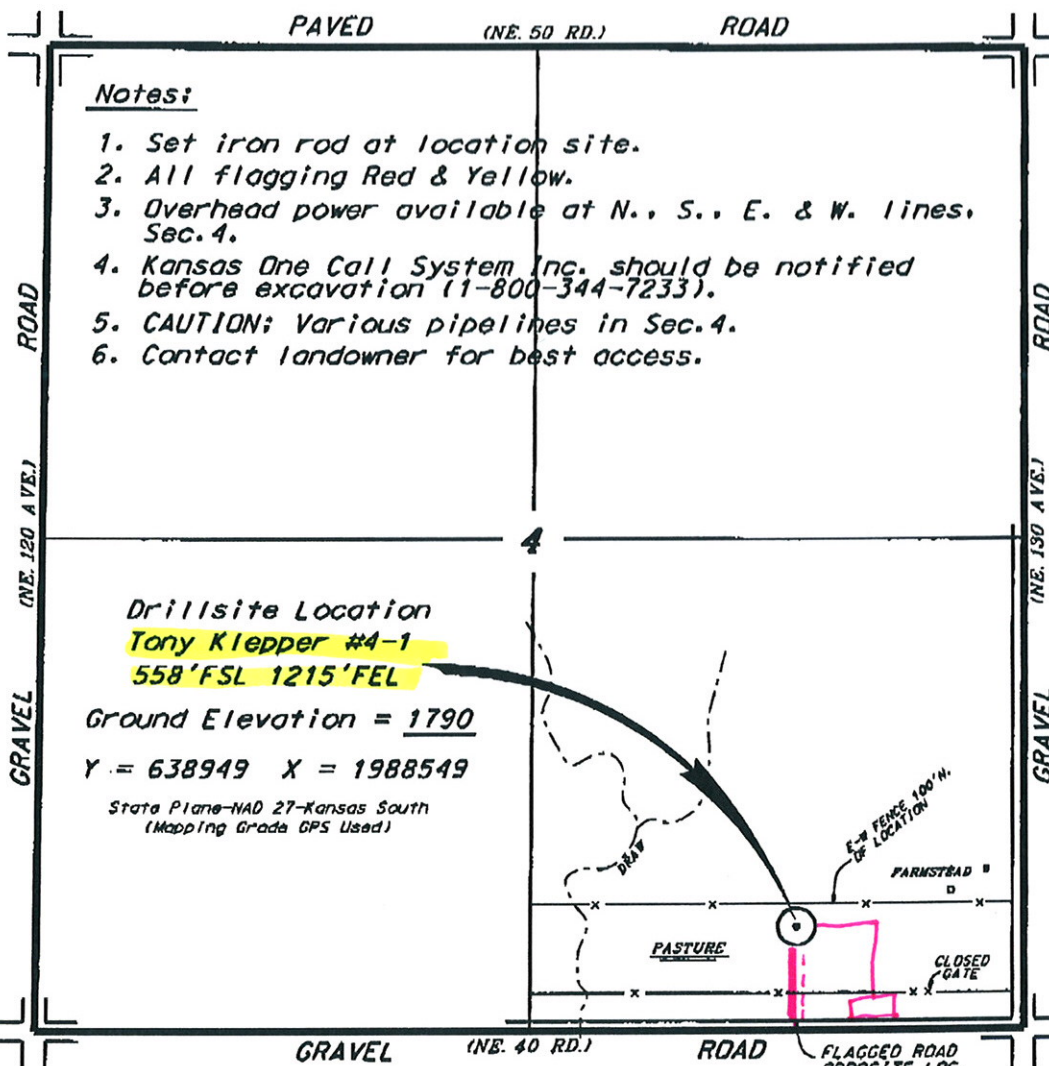 PAVED (NE. 50 RD.) ROAD
Notes:
1. Set iron rod at location site.
2. All flagging Red & Yellow.
3. Overhead power available at N., S., E. & W. lines,
Sec. 4.
4. Kansas One Call System Inc. should be notified
before excavation (1-800-344-7233).
5. CAUTION: Various pipelines in Sec. 4.
6. Contact landowner for best access.
ROAD
(NE. 120 AVE.)
GRAVEL
ROAD
(NE. 130 AVE.)
GRAVEL
4
Drillsite Location
Tony Klepper #4-1
558'FSL 1215'FEL
Ground Elevation = 1790
Y = 638949 X = 1988549
State Plane-NAD 27-Kansas South
(Mapping Grade GPS Used)
DRAW
E-W FENCE 100'N.
OF LOCATION
FARMSTEAD
PASTURE
CLOSED
GATE
GRAVEL (NE. 40 RD.) ROAD
FLAGGED ROAD
OPPOSITE LOC.